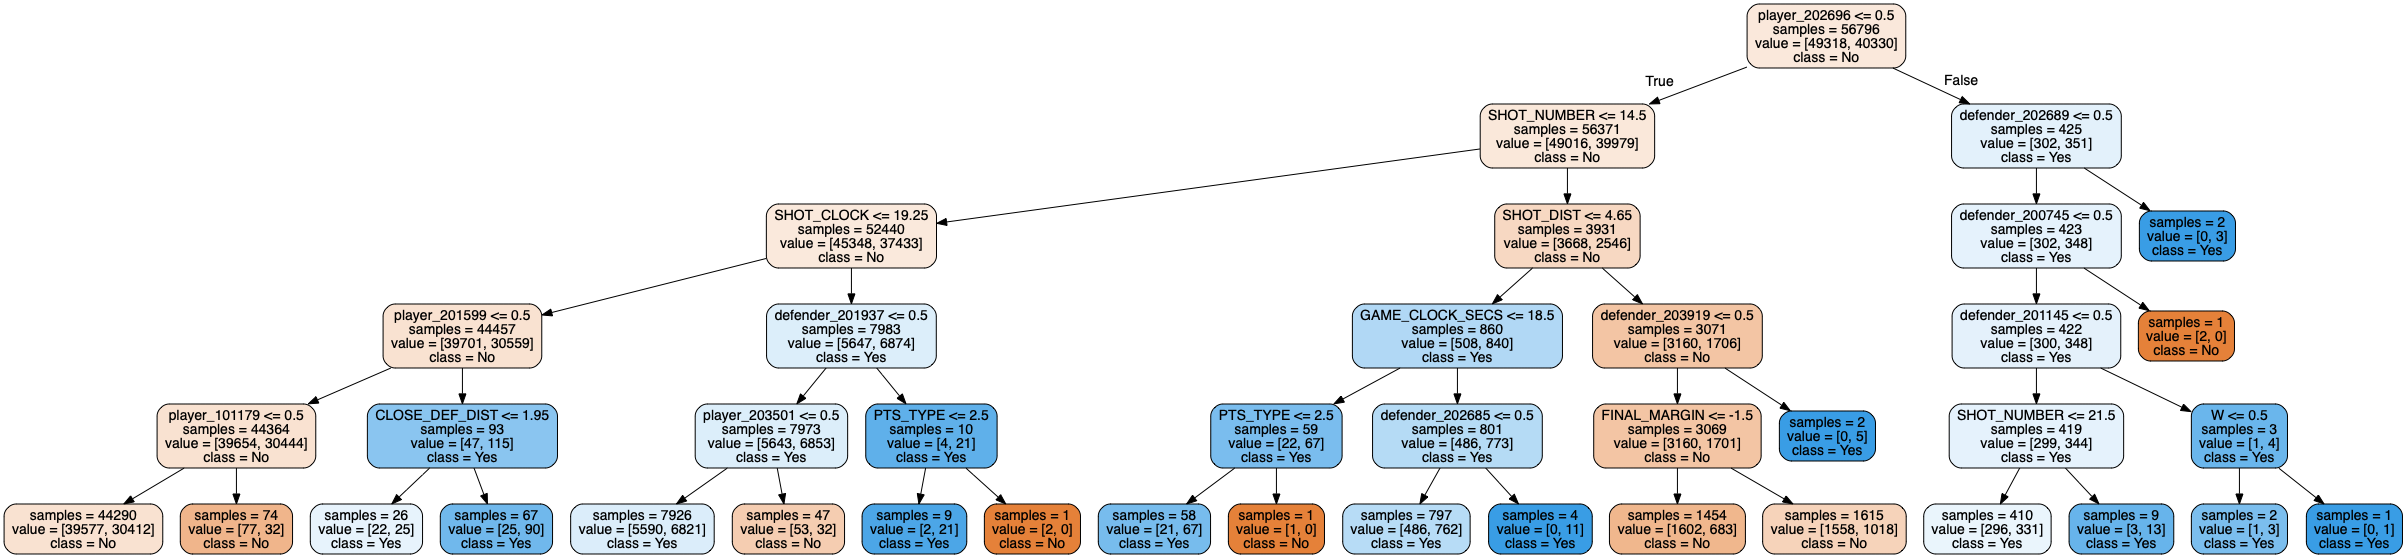 player_202696 <= 0.5
samples = 56796
value = [49318, 40330]
class = No
True
False
SHOT_NUMBER <= 14.5
samples = 56371
value = [49016, 39979]
class = No
defender_202689 <= 0.5
samples = 425
value = [302, 351]
class = Yes
SHOT_CLOCK <= 19.25
samples = 52440
value = [45348, 37433]
class = No
SHOT_DIST <= 4.65
samples = 3931
value = [3668, 2546]
class = No
defender_200745 <= 0.5
samples = 423
value = [302, 348]
class = Yes
samples = 2
value = [0, 3]
class = Yes
player_201599 <= 0.5
samples = 44457
value = [39701, 30559]
class = No
defender_201937 <= 0.5
samples = 7983
value = [5647, 6874]
class = Yes
GAME_CLOCK_SECS <= 18.5
samples = 860
value = [508, 840]
class = Yes
defender_203919 <= 0.5
samples = 3071
value = [3160, 1706]
class = No
defender_201145 <= 0.5
samples = 422
value = [300, 348]
class = Yes
samples = 1
value = [2, 0]
class = No
player_101179 <= 0.5
samples = 44364
value = [39654, 30444]
class = No
CLOSE_DEF_DIST <= 1.95
samples = 93
value = [47, 115]
class = Yes
player_203501 <= 0.5
samples = 7973
value = [5643, 6853]
class = Yes
PTS_TYPE <= 2.5
samples = 10
value = [4, 21]
class = Yes
PTS_TYPE <= 2.5
samples = 59
value = [22, 67]
class = Yes
defender_202685 <= 0.5
samples = 801
value = [486, 773]
class = Yes
FINAL_MARGIN <= -1.5
samples = 3069
value = [3160, 1701]
class = No
samples = 2
value = [0, 5]
class = Yes
SHOT_NUMBER <= 21.5
samples = 419
value = [299, 344]
class = Yes
W <= 0.5
samples = 3
value = [1, 4]
class = Yes
samples = 44290
value = [39577, 30412]
class = No
samples = 74
value = [77, 32]
class = No
samples = 26
value = [22, 25]
class = Yes
samples = 67
value = [25, 90]
class = Yes
samples = 7926
value = [5590, 6821]
class = Yes
samples = 47
value = [53, 32]
class = No
samples = 9
value = [2, 21]
class = Yes
samples = 1
value = [2, 0]
class = No
samples = 58
value = [21, 67]
class = Yes
samples = 1
value = [1, 0]
class = No
samples = 797
value = [486, 762]
class = Yes
samples = 4
value = [0, 11]
class = Yes
samples = 1454
value = [1602, 683]
class = No
samples = 1615
value = [1558, 1018]
class = No
samples = 410
value = [296, 331]
class = Yes
samples = 9
value = [3, 13]
class = Yes
samples = 2
value = [1, 3]
class = Yes
samples = 1
value = [0, 1]
class = Yes